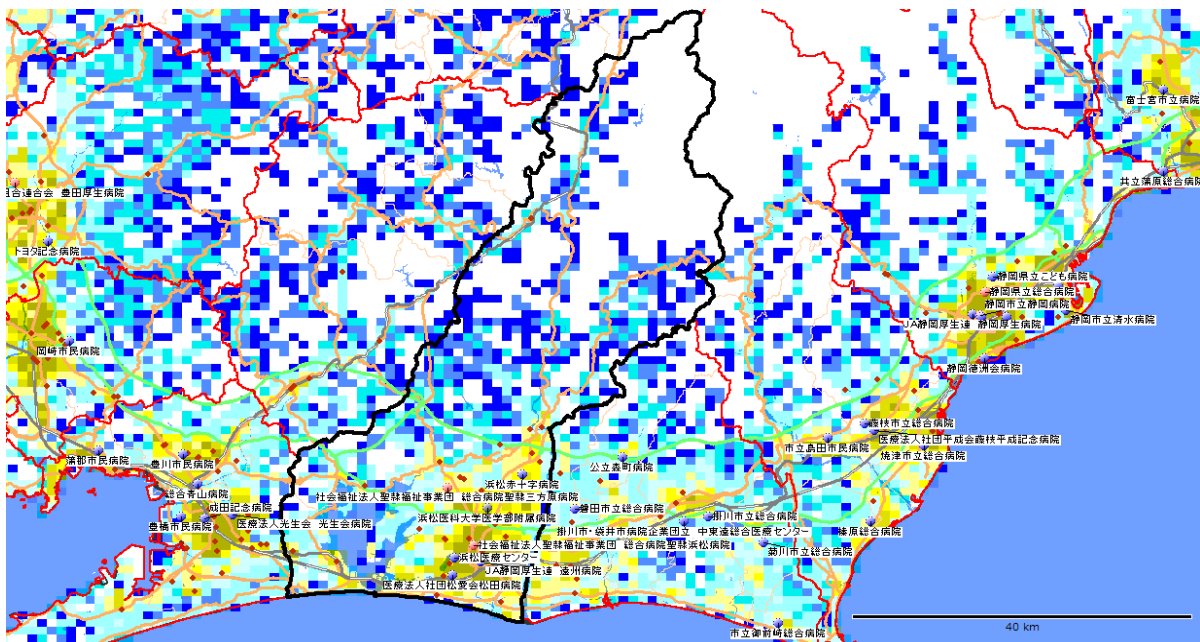 富士宮市立病院
共立蒲原総合病院
組合連合会 豊田厚生病院
トヨタ記念病院
静岡県立こども病院
静岡県立総合病院
静岡市立静岡病院
JA静岡厚生連 静岡厚生病院
静岡市立清水病院
岡崎市民病院
静岡徳洲会病院
藤枝市立総合病院
医療法人社団平成会藤枝平成記念病院
市立島田市民病院
焼津市立総合病院
蒲郡市民病院
豊川市民病院
公立森町病院
浜松赤十字病院
総合青山病院
社会福祉法人聖隷福祉事業団 総合病院聖隷三方原病院
成田記念病院
磐田市立総合病院
浜松医科大学医学部附属病院
掛川市立総合病院
豊橋市民病院
医療法人光生会 光生会病院
掛川市・袋井市病院企業団立 中東遠総合医療センター
榛原総合病院
社会福祉法人聖隷福祉事業団 総合病院聖隷浜松病院
菊川市立総合病院
浜松医療センター
JA静岡厚生連 遠州病院
医療法人社団松愛会松田病院
市立御前崎総合病院
40 km